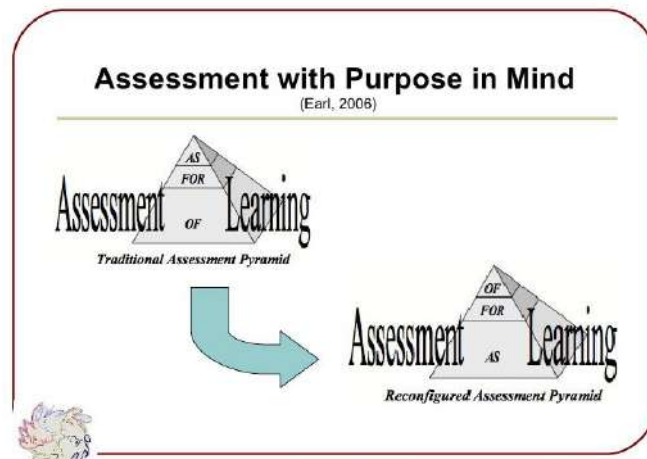 Assessment with Purpose in Mind
(Earl, 2006)
AS
FOR
Assessment Learning
OF
Traditional Assessment Pyramid
OF
FOR
Assessment Learning
AS
Reconfigured Assessment Pyramid